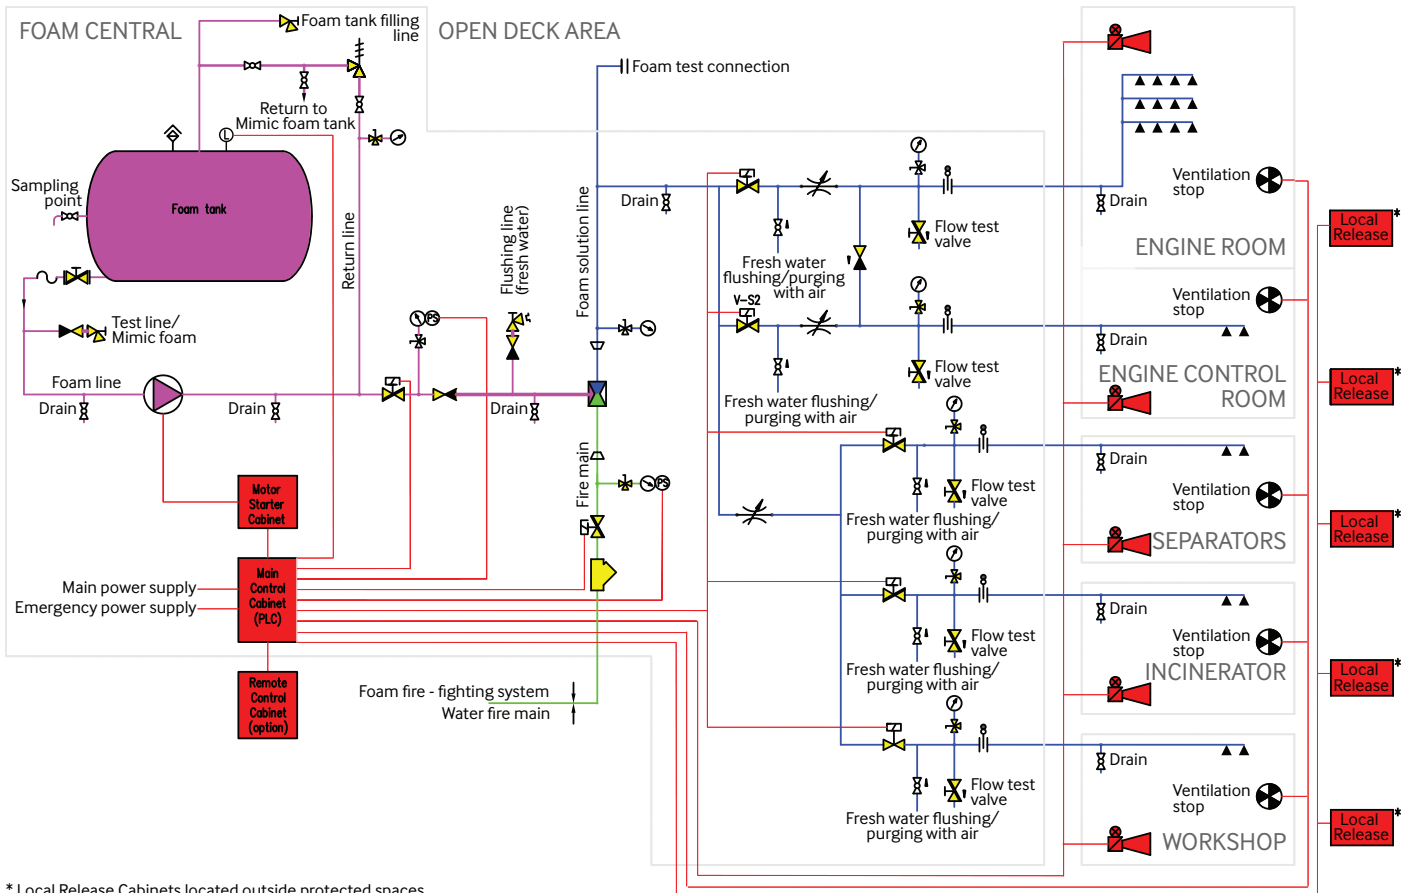 FOAM CENTRAL
Foam tank filling
line
OPEN DECK AREA
Foam test connection
Return to
Mimic foam tank
L
Sampling
point
Foam tank
Return line
Flushing line
(fresh water)
Foam solution line
Test line/
Mimic foam
PS
Foam line
Drain
Drain
Drain
Fire main
PS
Motor
Starter
Cabinet
Main
Control
Cabinet
(PLC)
Main power supply
Emergency power supply
Remote
Control
Cabinet
(option)
Foam fire - fighting system
Water fire main
Drain
Flow test
valve
Fresh water
flushing/purging
with air
V-S2
Flow test
valve
Fresh water flushing/
purging with air
Flow test
valve
Fresh water flushing/
purging with air
Flow test
valve
Fresh water flushing/
purging with air
Flow test
valve
Fresh water flushing/
purging with air
Ventilation
stop
Drain
ENGINE ROOM
Ventilation
stop
Drain
ENGINE CONTROL
ROOM
Drain
Ventilation
stop
SEPARATORS
Drain
Ventilation
stop
INCINERATOR
Drain
Ventilation
stop
WORKSHOP
Local
Release
*
Local
Release
*
Local
Release
*
Local
Release
*
Local
Release
*
* Local Release Cabinets located outside protected spaces